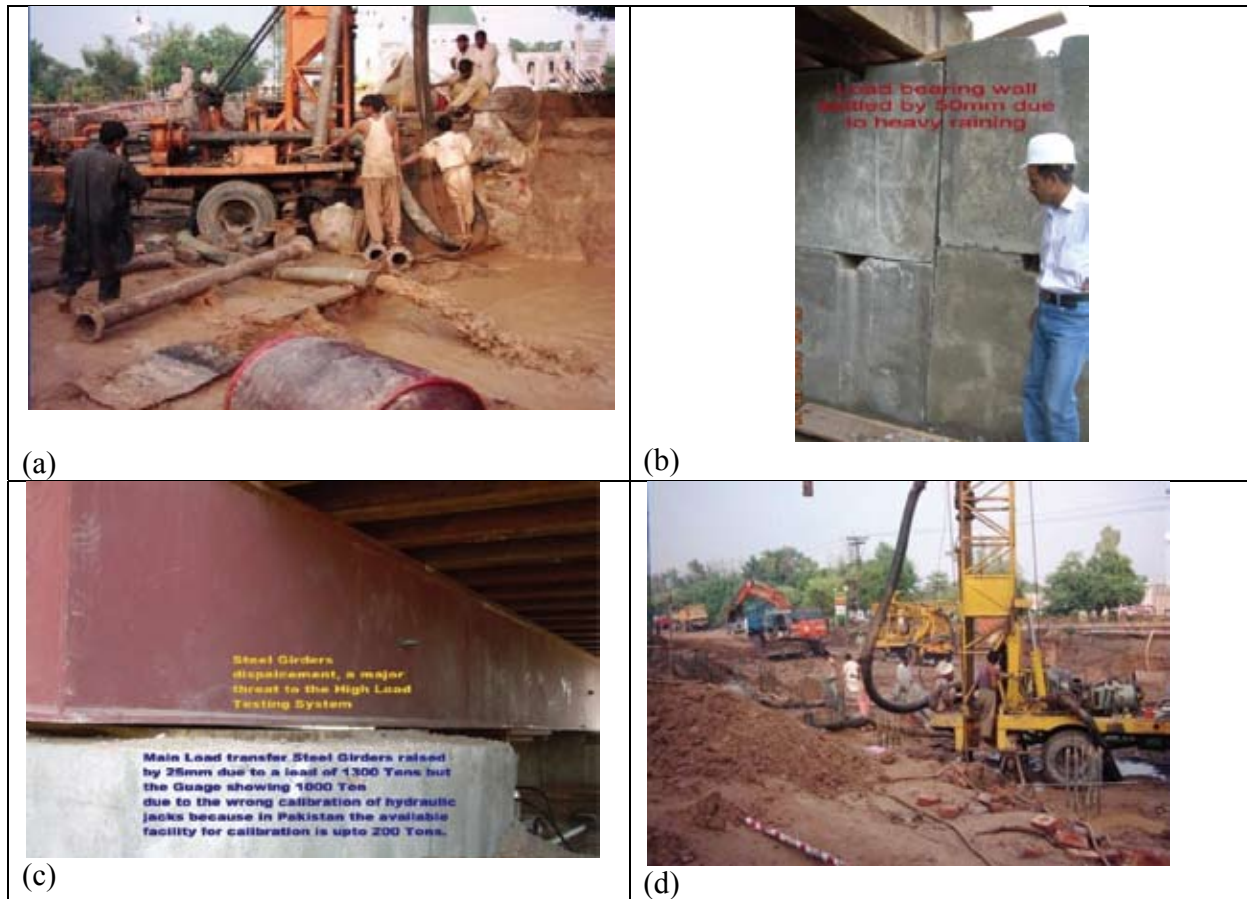 Load bearing wall
settled by 50mm due
to heavy raining
(a)
(b)
Steel Girders
dispalcement, a major
threat to the High Load
Testing System
Main Load transfer Steel Girders raised
by 25mm due to a load of 1300 Tons but
the Guage showing 1000 Ton
due to the wrong calibration of hydraulic
jacks because in Pakistan the available
facility for calibration is upto 200 Tons.
(c)
(d)